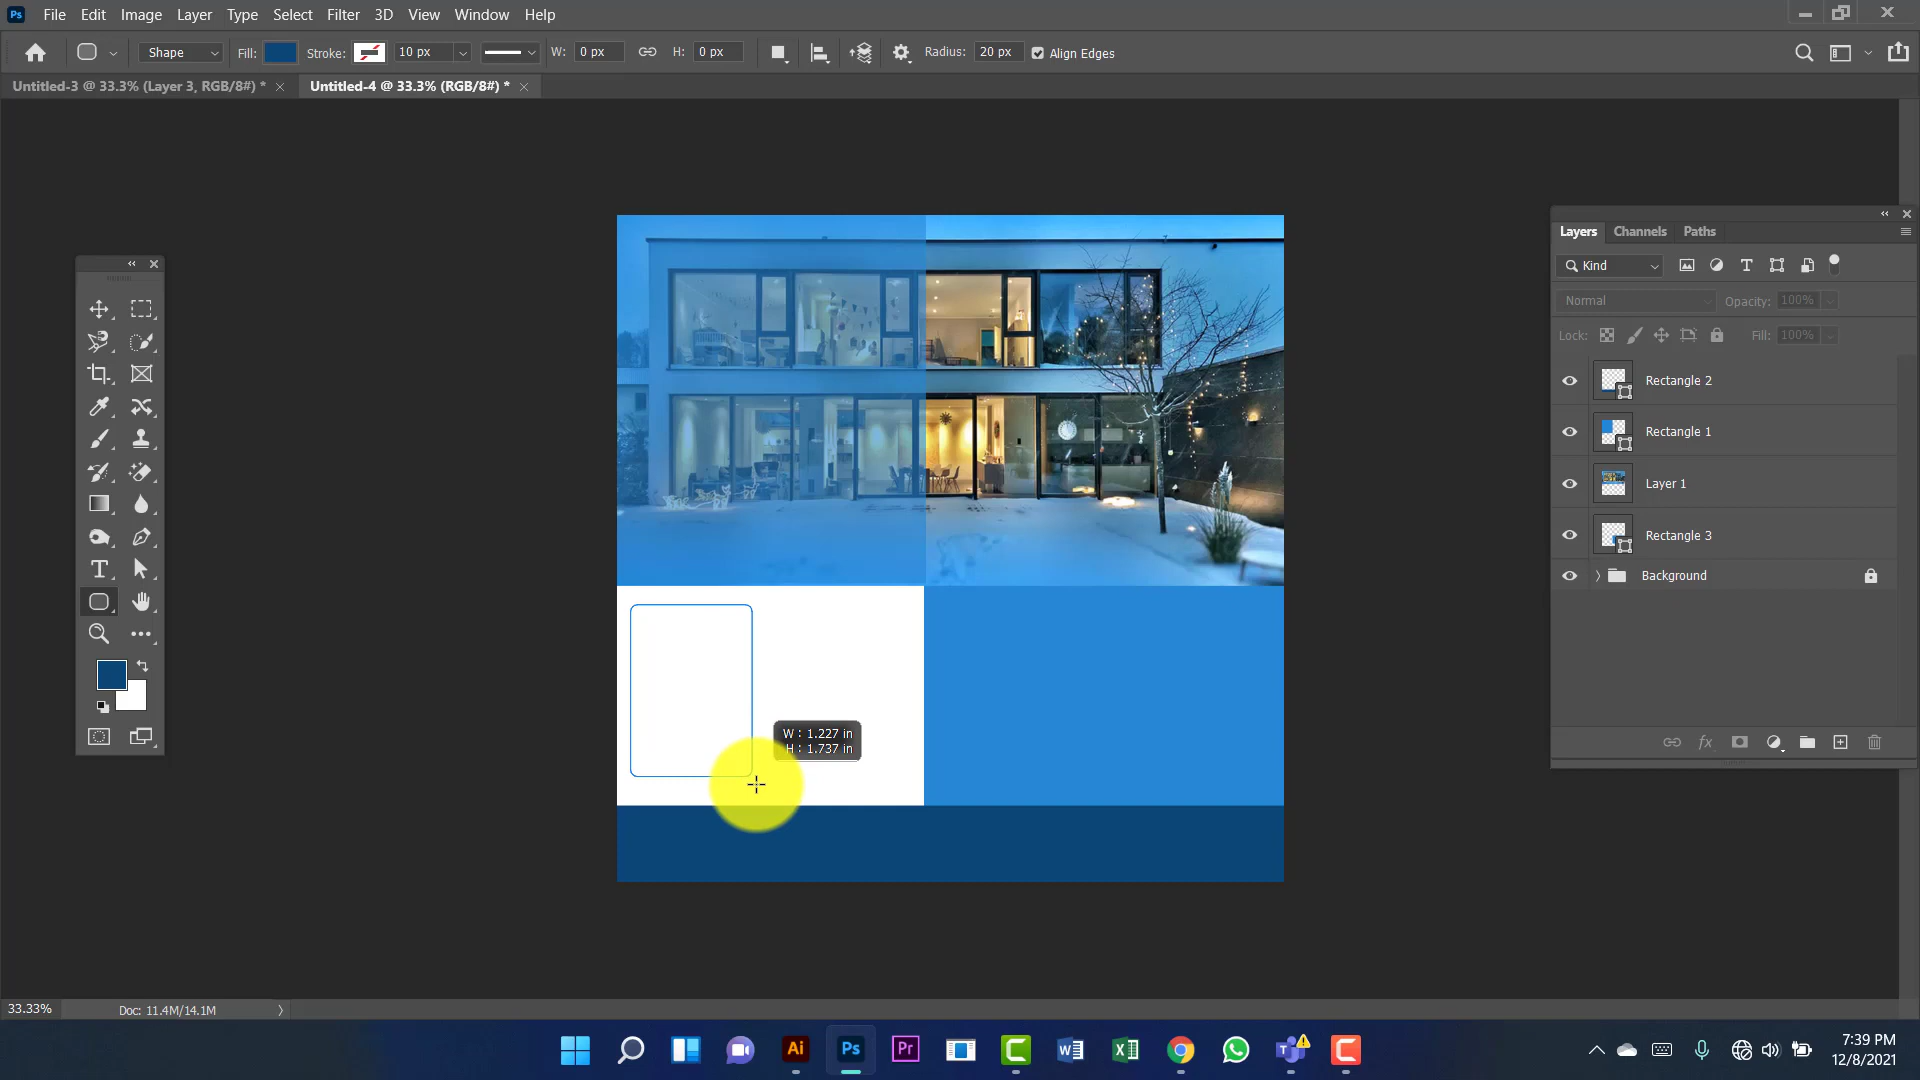 Ps File Edit Image Layer Type Select Filter 3D View Window Help
Shape Fill: Stroke: 10 px W: 0 px H: 0 px Radius: 20 px Align Edges
Untitled-3 @ 33.3% (Layer 3, RGB/8#) * Untitled-4 @ 33.3% (RGB/8#) *
Layers Channels Paths
Kind
Normal Opacity: 100%
Lock: Fill: 100%
Rectangle 2
Rectangle 1
Layer 1
Rectangle 3
Background
fx
T
W : 1.227 in
H : 1.737 in
33.33% Doc: 11.4M/14.1M
Ai Ps Pr
7:39 PM
12/8/2021